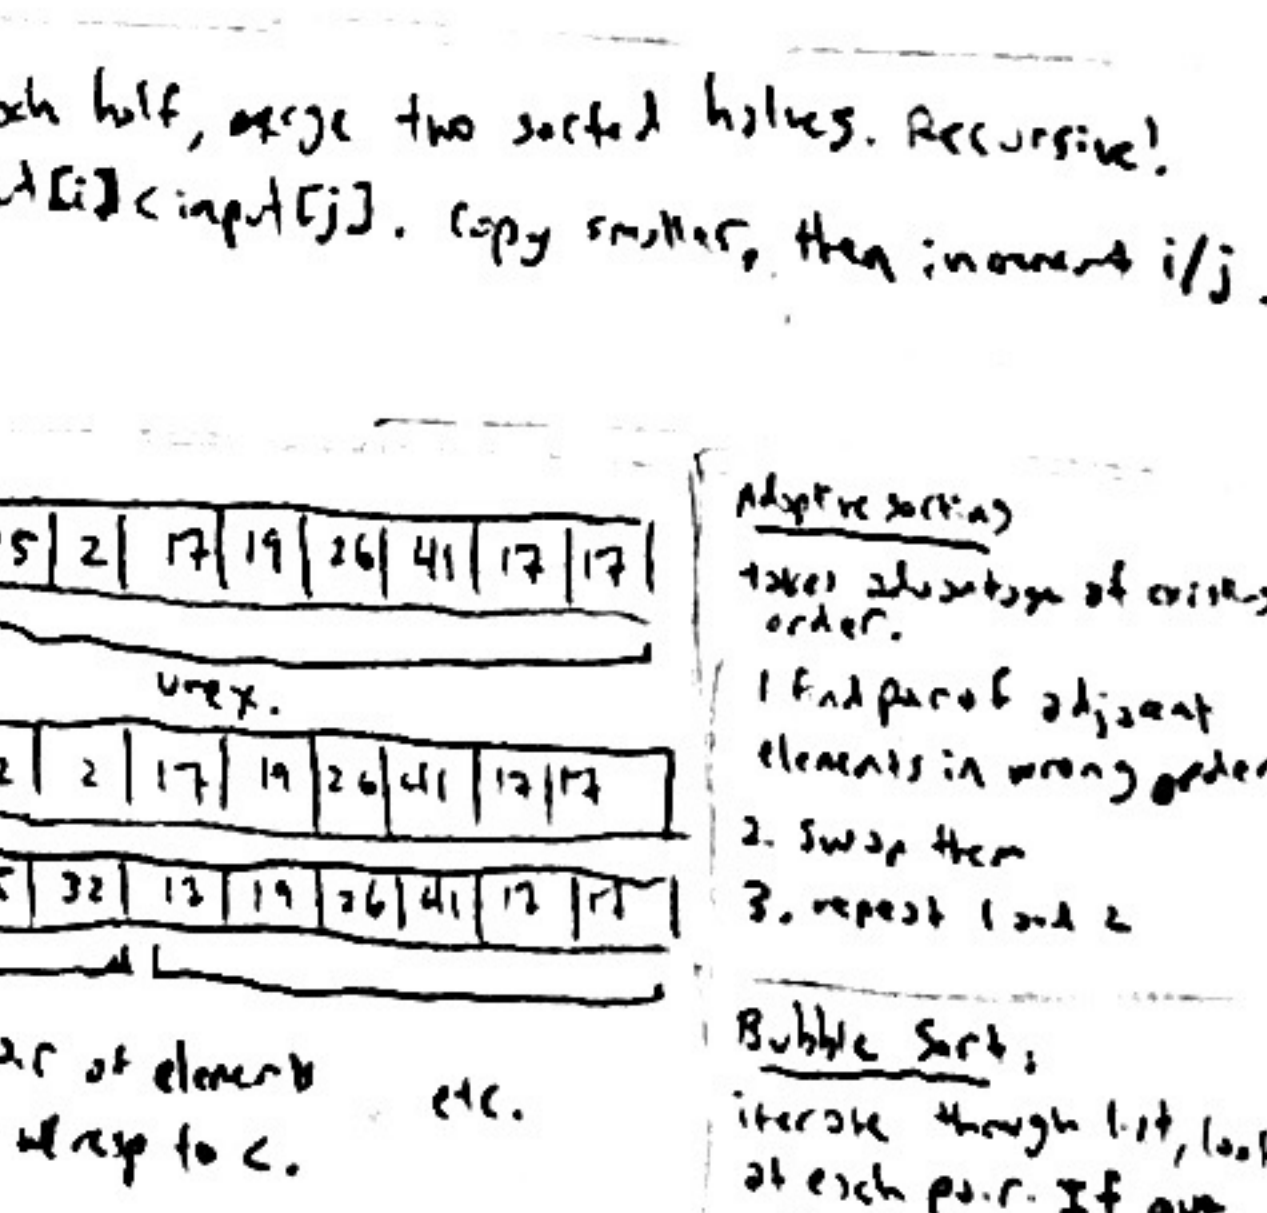 half, merge two sorted halves. Recursive!
[i] < input[j]. Copy smaller, then increment i/j.
5 2 17 19 26 41 17 17
unex.
2 2 17 19 26 41 17 17
32 13 19 26 41 17 17
of elements etc.
resp to <.
Adaptive sorting
takes advantage of existing
order.
1 find pair of adjacent
elements in wrong order
2. Swap them
3. repeat 1 and 2
Bubble Sort:
iterate through list, look
at each pair. If